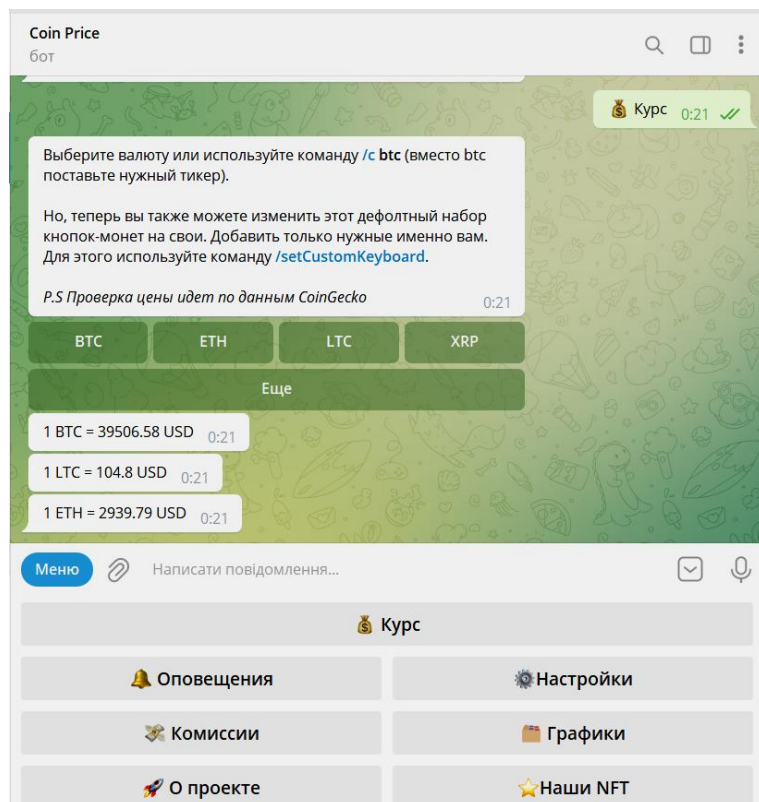 Coin Price
бот
💰 Курс 0:21
Выберите валюту или используйте команду /c btc (вместо btc
поставьте нужный тикер).
Но, теперь вы также можете изменить этот дефолтный набор
кнопок-монет на свои. Добавить только нужные именно вам.
Для этого используйте команду /setCustomKeyboard.
P.S Проверка цены идет по данным CoinGecko 0:21
BTC ETH LTC XRP
Еще
1 BTC = 39506.58 USD 0:21
1 LTC = 104.8 USD 0:21
1 ETH = 2939.79 USD 0:21
Меню Написати повідомлення...
💰 Курс
🔔 Оповещения ⚙️Настройки
💸 Комиссии 🗂 Графики
🚀 О проекте ⭐️Наши NFT